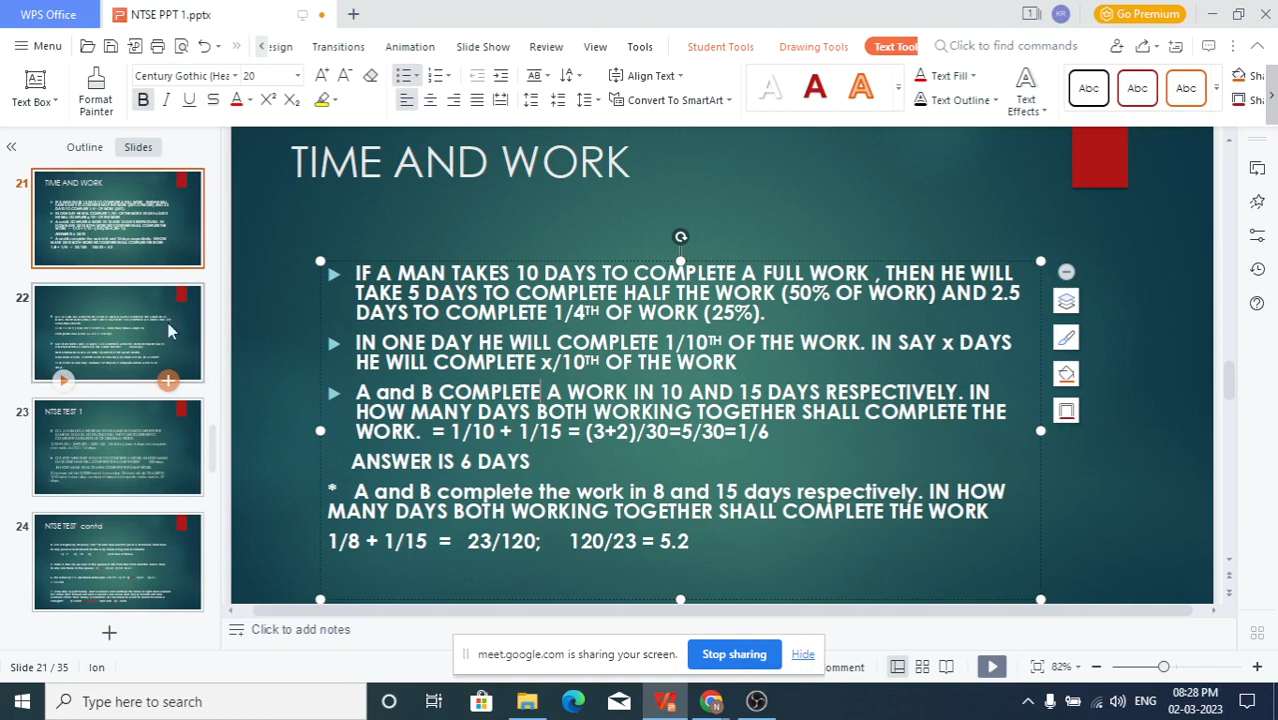 WPS Office
NTSE PPT 1.pptx
1
KR
Go Premium
Menu
esign
Transitions
Animation
Slide Show
Review
View
Tools
Student Tools
Drawing Tools
Text Tool
Click to find commands
Text Box
Format
Painter
Century Gothic (Hea
20
A
B
I
U
S
A
X²
X₂
AB
Align Text
Convert To SmartArt
A
A
A
Text Fill
Text Outline
Text
Effects
Abc
Abc
Abc
Sha
Sha
Outline
Slides
21
TIME AND WORK
22
23
NTSE TEST 1
24
NTSE TEST contd
TIME AND WORK
IF A MAN TAKES 10 DAYS TO COMPLETE A FULL WORK , THEN HE WILL
TAKE 5 DAYS TO COMPLETE HALF THE WORK (50% OF WORK) AND 2.5
DAYS TO COMPLETE 1/4TH OF WORK (25%).
IN ONE DAY HE WILL COMPLETE 1/10TH OF THE WORK. IN SAY x DAYS
HE WILL COMPLETE x/10TH OF THE WORK
A and B COMPLETE A WORK IN 10 AND 15 DAYS RESPECTIVELY. IN
HOW MANY DAYS BOTH WORKING TOGETHER SHALL COMPLETE THE
WORK. = 1/10 + 1/15 = (3+2)/30=5/30=1/6
ANSWER IS 6 DAYS
* A and B complete the work in 8 and 15 days respectively. IN HOW
MANY DAYS BOTH WORKING TOGETHER SHALL COMPLETE THE WORK
1/8 + 1/15 = 23/120; 120/23 = 5.2
Click to add notes
meet.google.com is sharing your screen.
Stop sharing
Hide
Slide 21 / 35
Ion
omment
82%
Type here to search
ENG
08:28 PM
02-03-2023